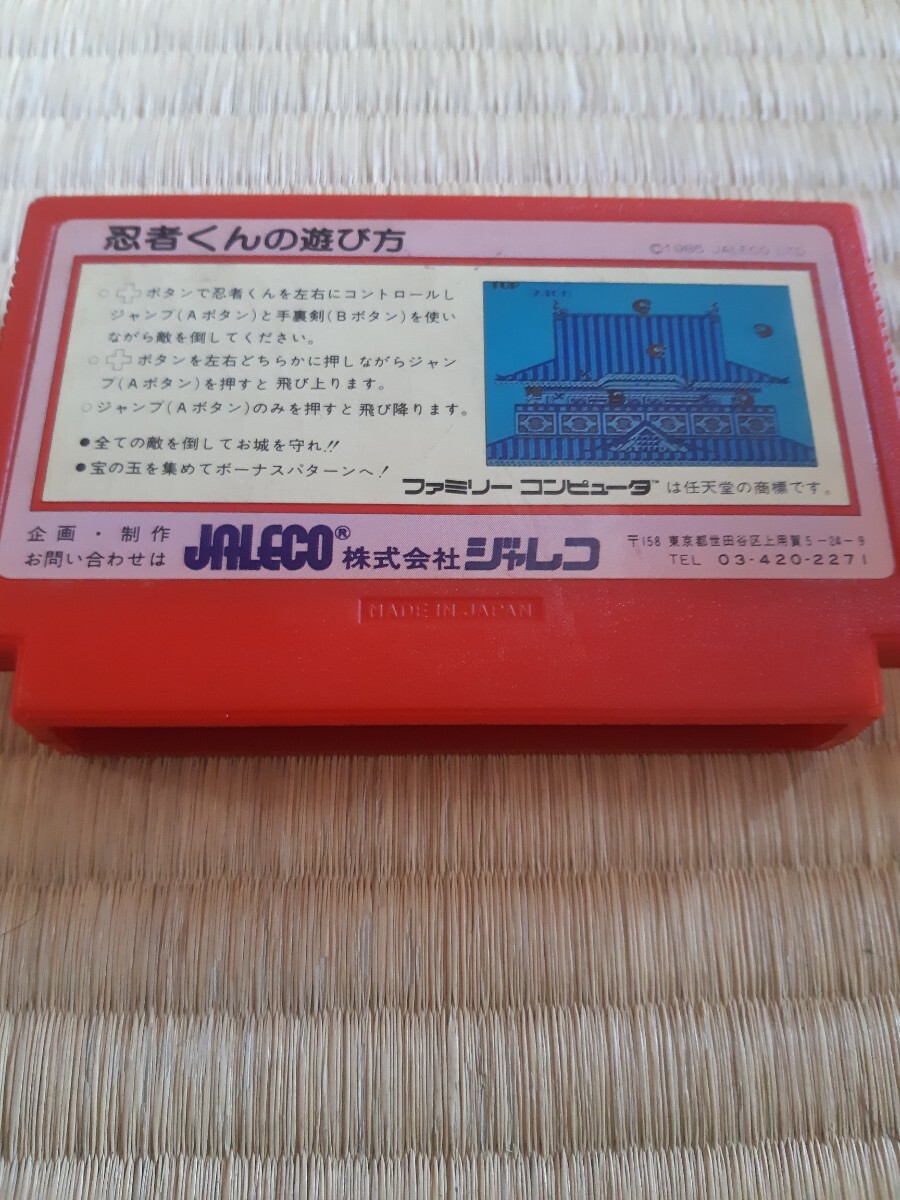 忍者くんの遊び方
©1985 JALECO LTD.
○✚ボタンで忍者くんを左右にコントロールし
ジャンプ(Aボタン)と手裏剣(Bボタン)を使い
ながら敵を倒してください。
○✚ボタンを左右どちらかに押しながらジャン
プ(Aボタン)を押すと飛び上ります。
○ジャンプ(Aボタン)のみを押すと飛び降ります。
●全ての敵を倒してお城を守れ!!
●宝の玉を集めてボーナスパターンへ!
TOP
ファミリーコンピュータ™は任天堂の商標です。
企画・制作
お問い合わせは
JALECO® 株式会社ジャレコ
〒158 東京都世田谷区上用賀5-24-9
TEL 03-420-2271
MADE IN JAPAN